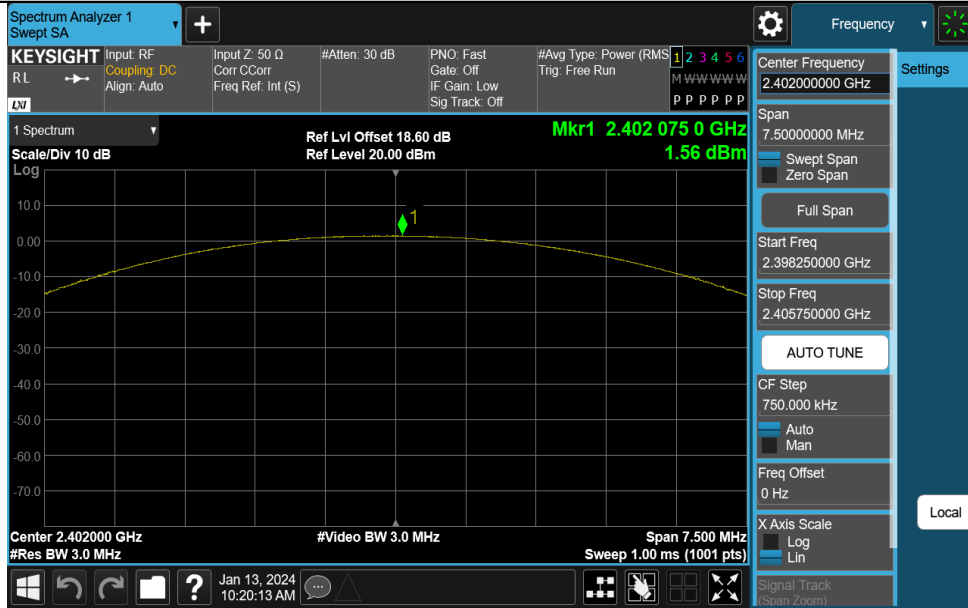 Spectrum Analyzer 1
Swept SA
Frequency
KEYSIGHT
RL
LXI
Input: RF
Coupling: DC
Align: Auto
Input Z: 50 Ω
Corr CCorr
Freq Ref: Int (S)
#Atten: 30 dB
PNO: Fast
Gate: Off
IF Gain: Low
Sig Track: Off
#Avg Type: Power (RMS
Trig: Free Run
1 2 3 4 5 6
M W W W W W
P P P P P P
1 Spectrum
Scale/Div 10 dB
Log
Ref Lvl Offset 18.60 dB
Ref Level 20.00 dBm
Mkr1 2.402 075 0 GHz
1.56 dBm
1
10.0
0.00
-10.0
-20.0
-30.0
-40.0
-50.0
-60.0
-70.0
Center 2.402000 GHz
#Res BW 3.0 MHz
#Video BW 3.0 MHz
Span 7.500 MHz
Sweep 1.00 ms (1001 pts)
Center Frequency
2.402000000 GHz
Span
7.50000000 MHz
Swept Span
Zero Span
Full Span
Start Freq
2.398250000 GHz
Stop Freq
2.405750000 GHz
AUTO TUNE
CF Step
750.000 kHz
Auto
Man
Freq Offset
0 Hz
X Axis Scale
Log
Lin
Signal Track
(Span Zoom)
Settings
Local
?
Jan 13, 2024
10:20:13 AM